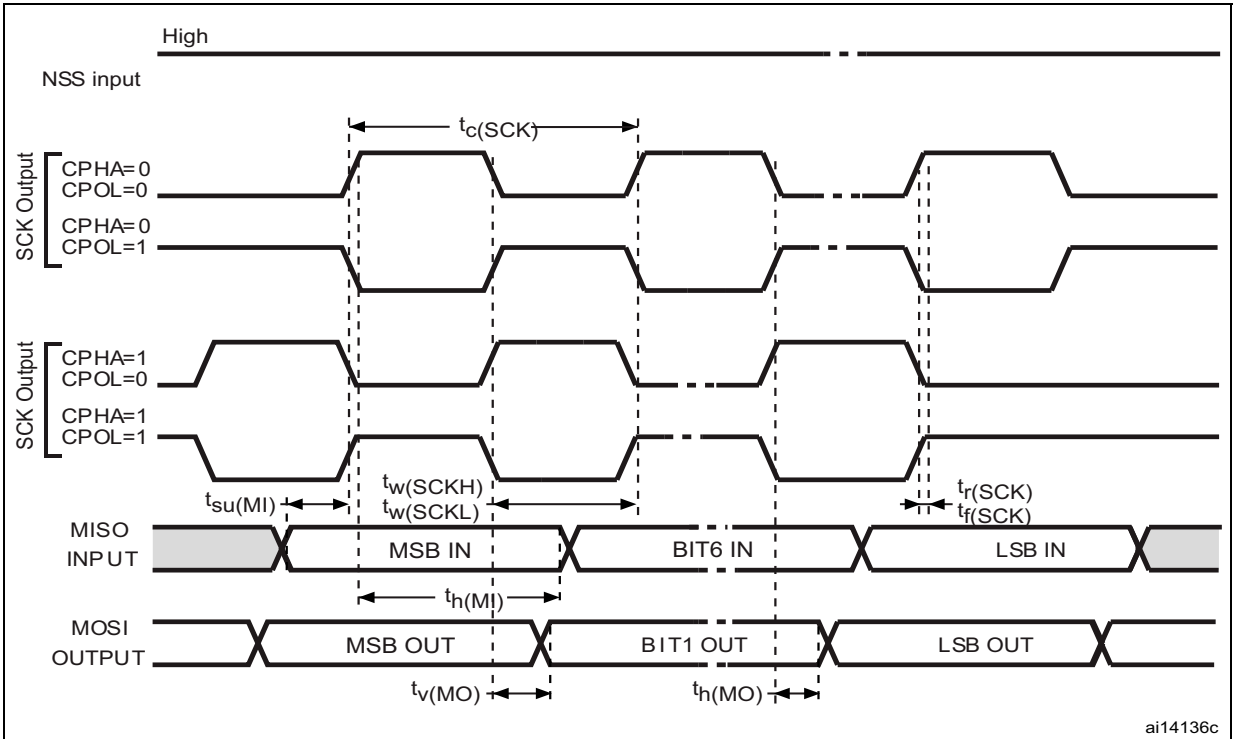 High
NSS input
tc(SCK)
SCK Output
CPHA=0
CPOL=0
CPHA=0
CPOL=1
SCK Output
CPHA=1
CPOL=0
CPHA=1
CPOL=1
tsu(MI)
tw(SCKH)
tw(SCKL)
tr(SCK)
tf(SCK)
MISO
INPUT
MSB IN
BIT6 IN
LSB IN
th(MI)
MOSI
OUTPUT
MSB OUT
BIT1 OUT
LSB OUT
tv(MO)
th(MO)
ai14136c